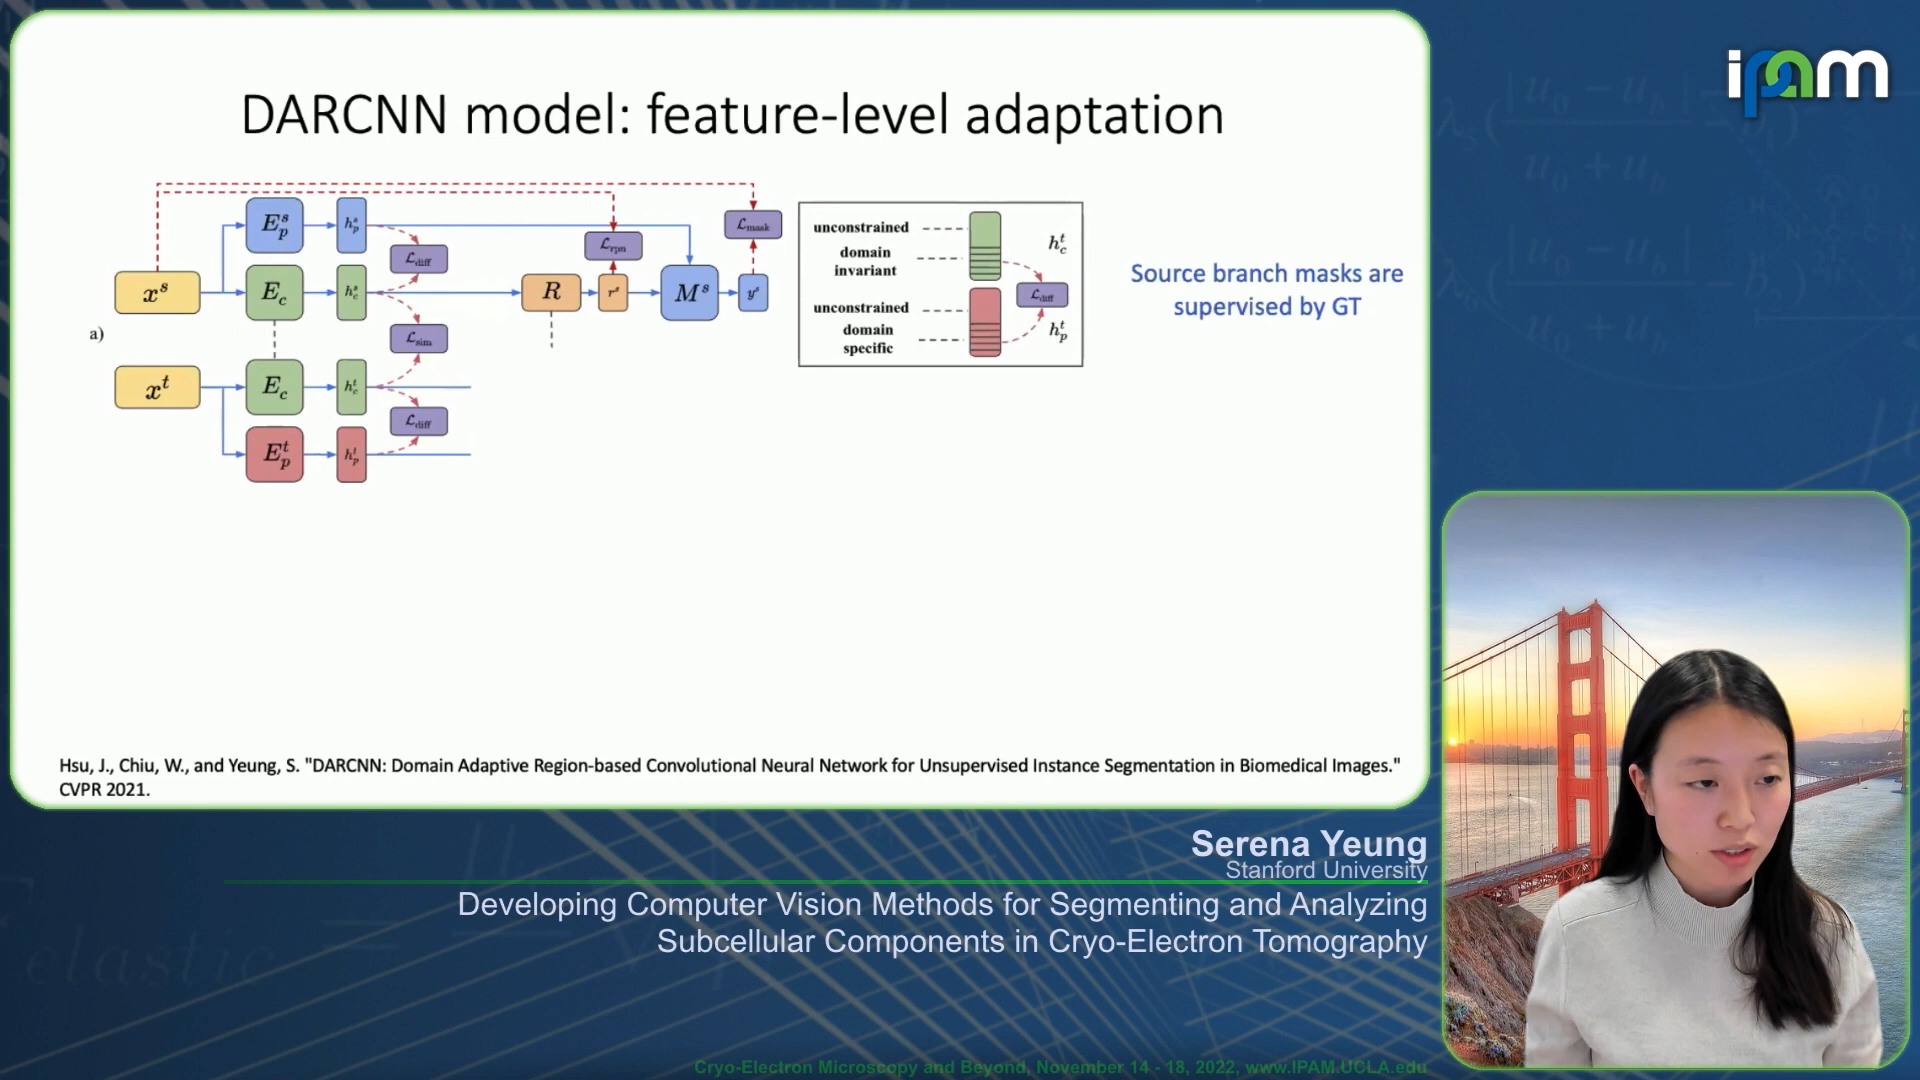 ipam
DARCNN model: feature-level adaptation
E_p^s
h_p^s
L_diff
L_rpn
L_mask
x^s
E_c
h_c^s
R
r^s
M^s
y^s
a)
L_sim
x^t
E_c
h_c^t
L_diff
E_p^t
h_p^t
unconstrained
domain
invariant
h_c^t
L_diff
unconstrained
domain
specific
h_p^t
Source branch masks are
supervised by GT
Hsu, J., Chiu, W., and Yeung, S. "DARCNN: Domain Adaptive Region-based Convolutional Neural Network for Unsupervised Instance Segmentation in Biomedical Images."
CVPR 2021.
Serena Yeung
Stanford University
Developing Computer Vision Methods for Segmenting and Analyzing
Subcellular Components in Cryo-Electron Tomography
Cryo-Electron Microscopy and Beyond, November 14 - 18, 2022, www.IPAM.UCLA.edu
elastic